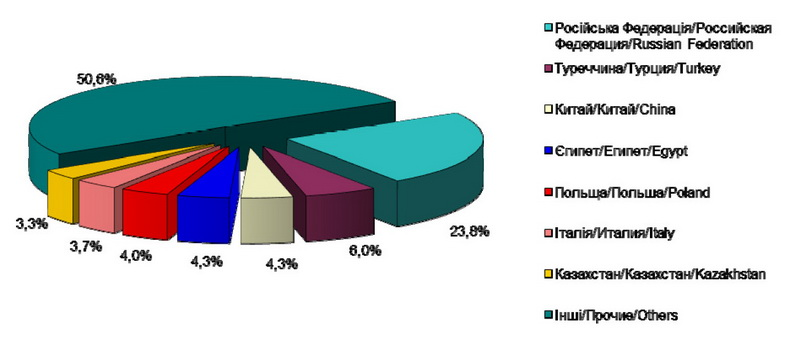 50,6%
23,8%
6,0%
4,3%
4,3%
4,0%
3,7%
3,3%
Російська Федерація/Российская
Федерация/Russian Federation
Туреччина/Турция/Turkey
Китай/Китай/China
Єгипет/Египет/Egypt
Польща/Польша/Poland
Італія/Италия/Italy
Казахстан/Казахстан/Kazakhstan
Інші/Прочие/Others